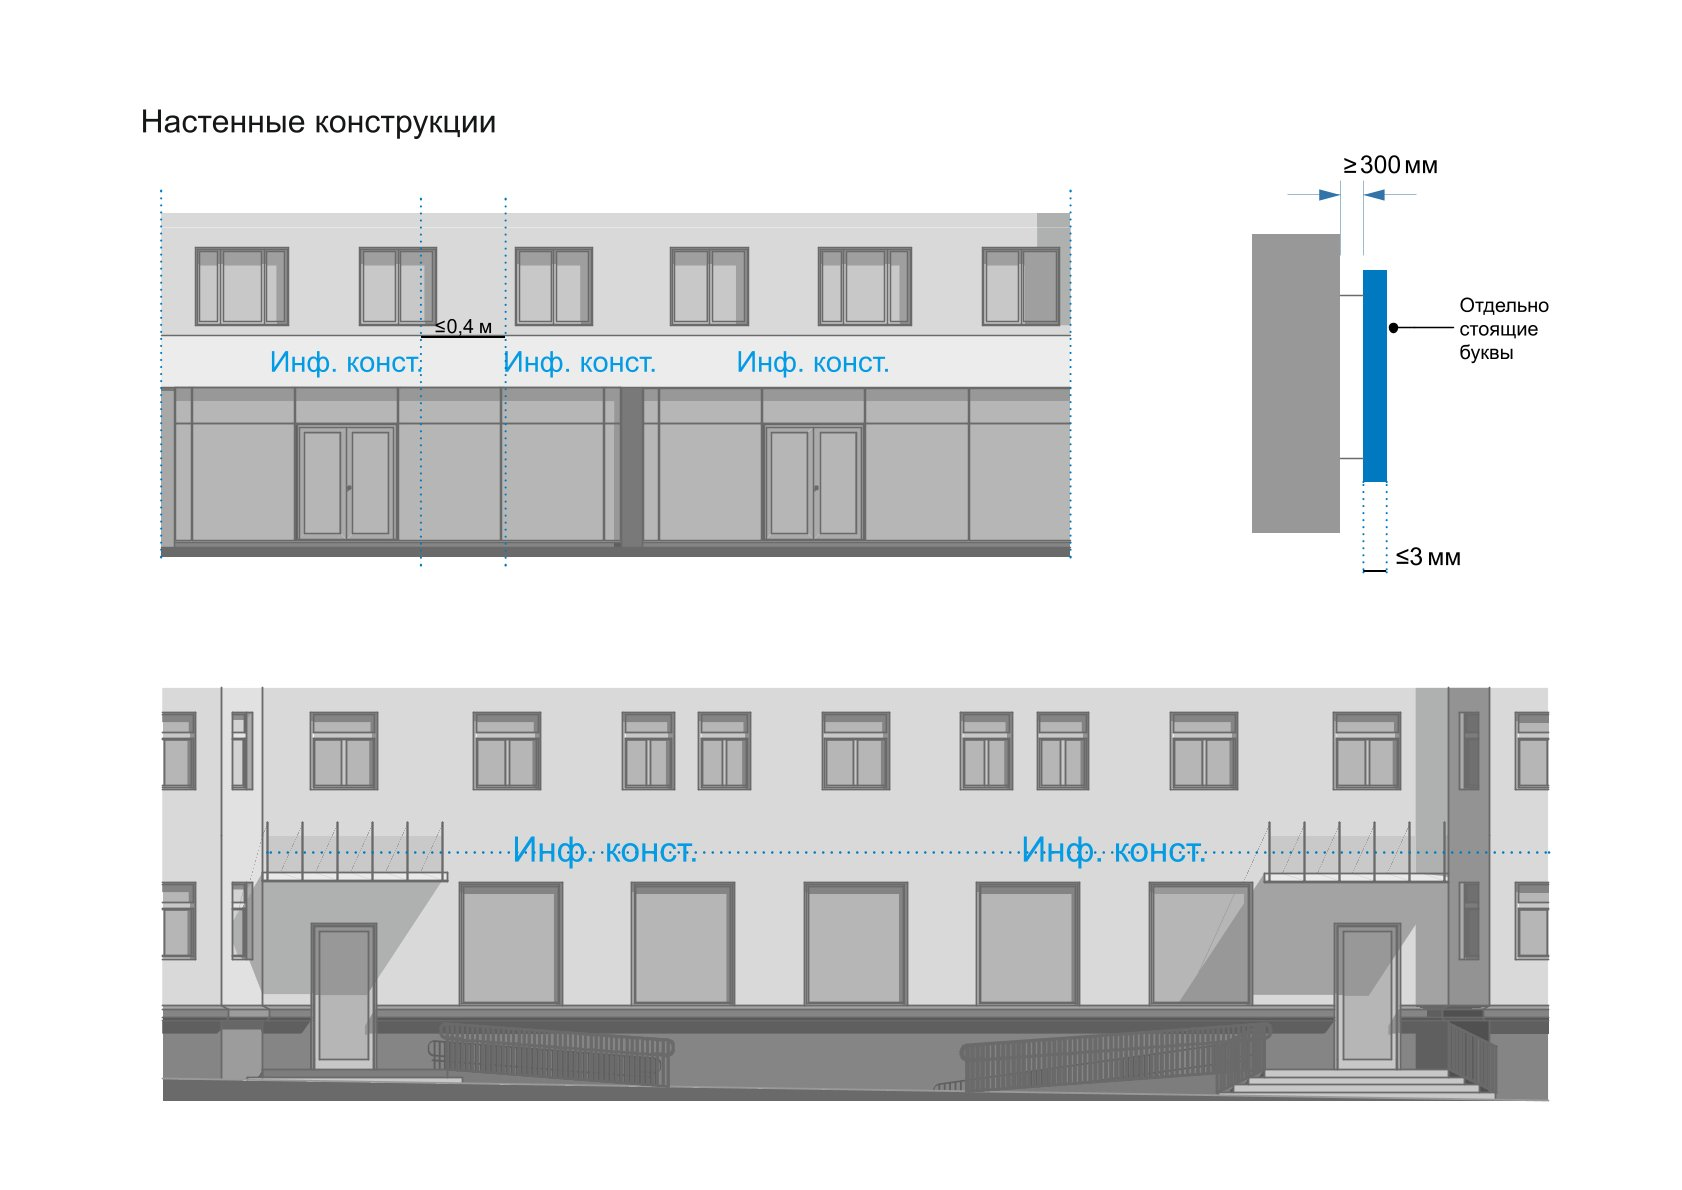 Настенные конструкции
≥300 мм
Отдельно
стоящие
буквы
≤0,4 м
Инф. конст.
Инф. конст.
Инф. конст.
≤3 мм
Инф. конст.
Инф. конст.